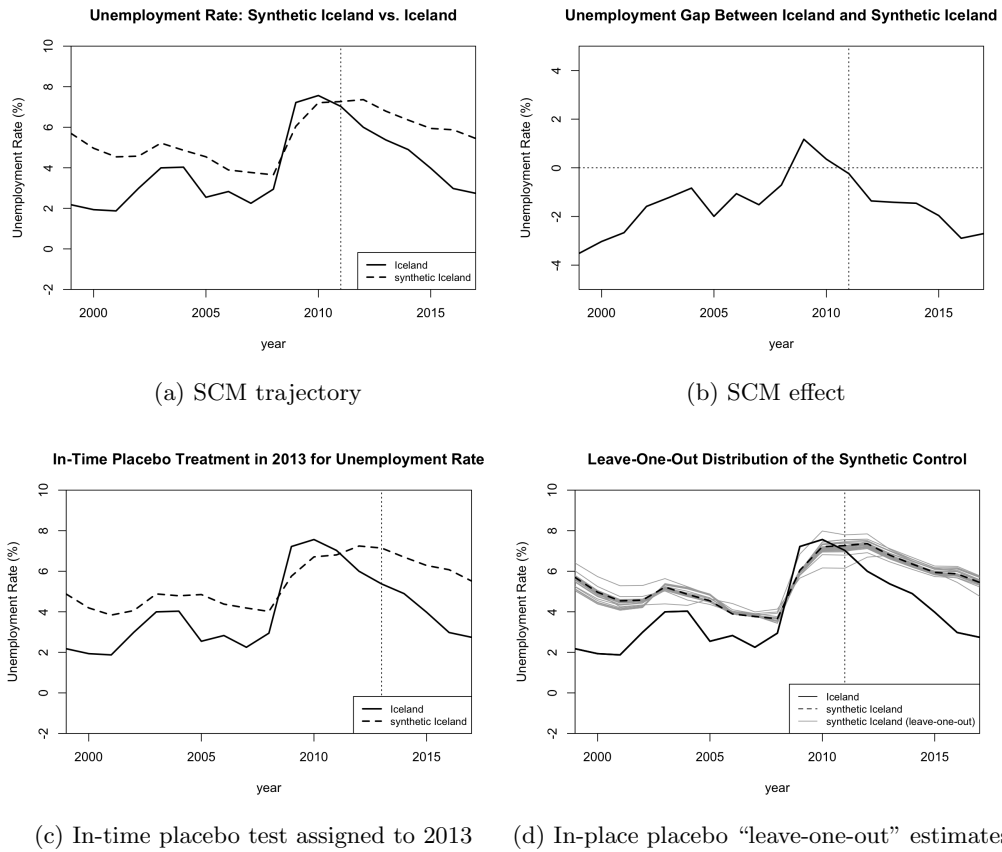 Unemployment Rate: Synthetic Iceland vs. Iceland
Unemployment Rate (%)
10
8
6
4
2
0
-2
2000
2005
2010
2015
year
Iceland
synthetic Iceland
(a) SCM trajectory
Unemployment Gap Between Iceland and Synthetic Iceland
Unemployment Rate (%)
4
2
0
-2
-4
2000
2005
2010
2015
year
(b) SCM effect
In-Time Placebo Treatment in 2013 for Unemployment Rate
Unemployment Rate (%)
10
8
6
4
2
0
-2
2000
2005
2010
2015
year
Iceland
synthetic Iceland
(c) In-time placebo test assigned to 2013
Leave-One-Out Distribution of the Synthetic Control
Unemployment Rate (%)
10
8
6
4
2
0
-2
2000
2005
2010
2015
year
Iceland
synthetic Iceland
synthetic Iceland (leave-one-out)
(d) In-place placebo “leave-one-out” estimates